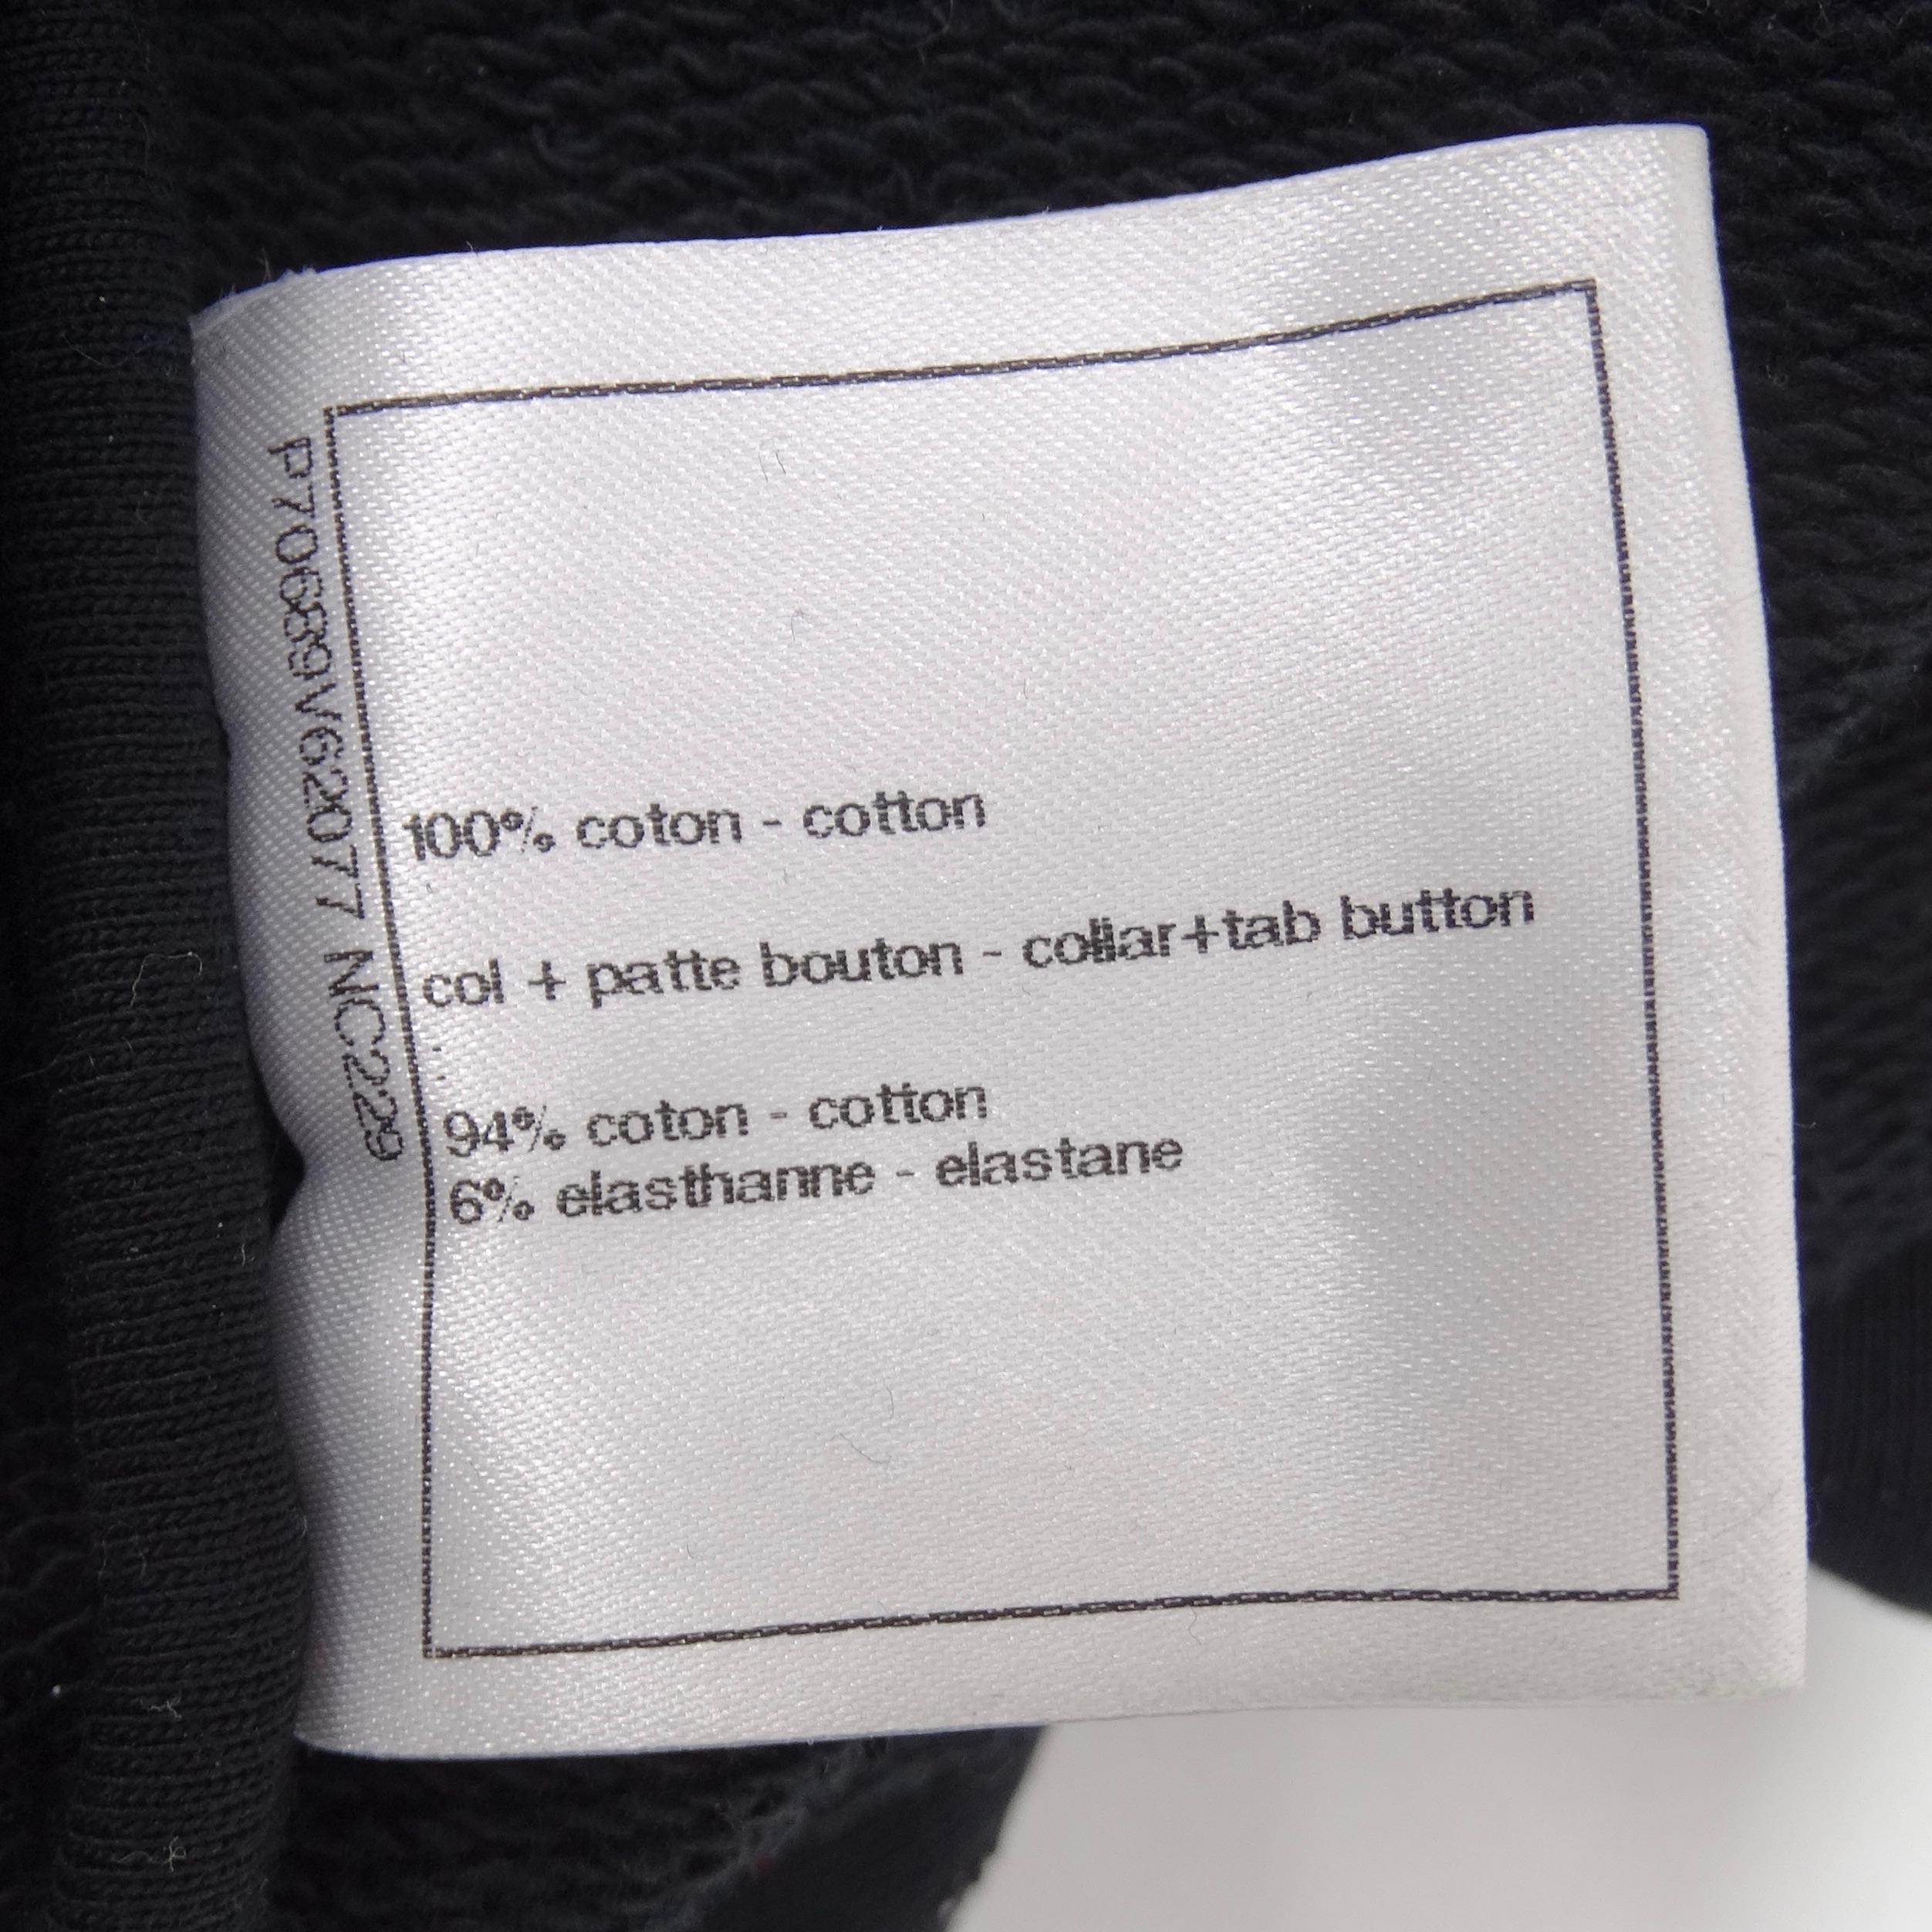 P70689V62077 NC229
100% coton - cotton
col + patte bouton - collar+tab button
94% coton - cotton
6% elasthanne - elastane